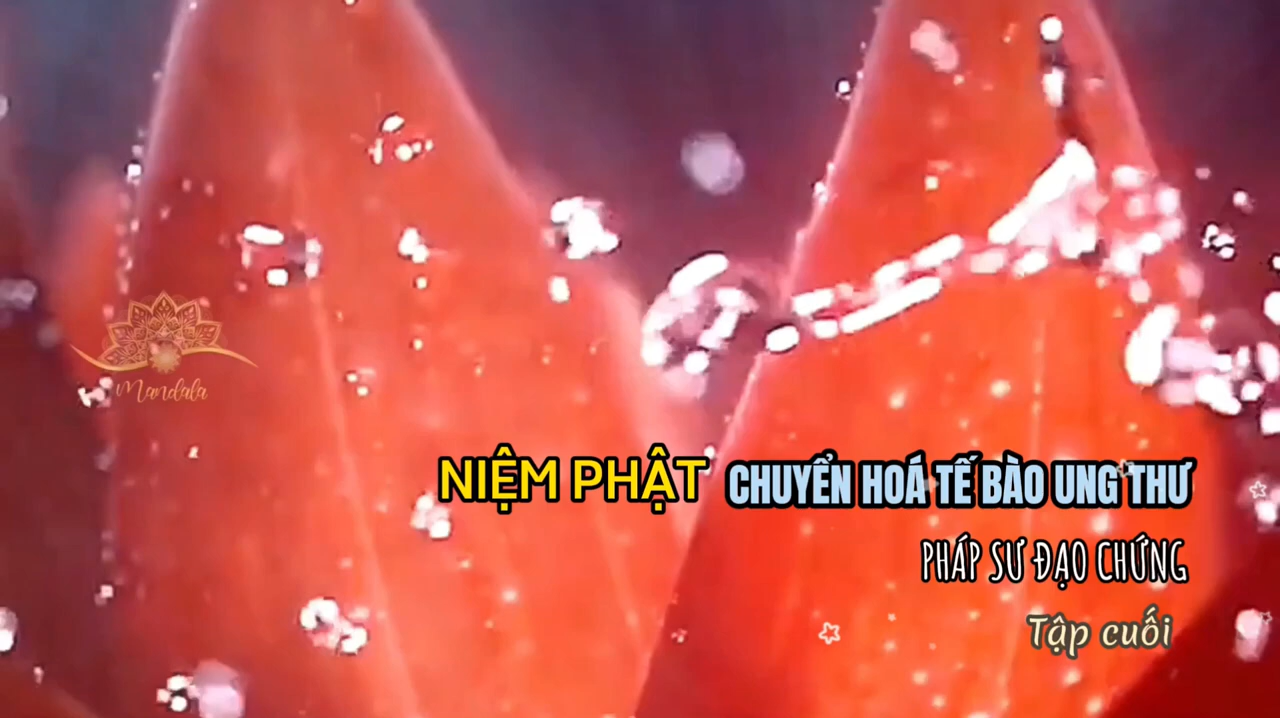 Mandala
NIỆM PHẬT CHUYỂN HOÁ TẾ BÀO UNG THƯ
PHÁP SƯ ĐẠO CHỨNG
Tập cuối